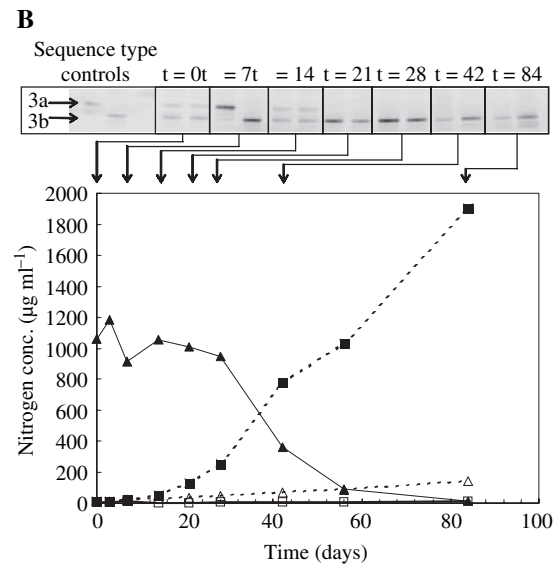 B
Sequence type
controls
t = 0t = 7t = 14 t = 21 t = 28 t = 42 t = 84
3a
3b
Nitrogen conc. (µg ml⁻¹)
2000
1800
1600
1400
1200
1000
800
600
400
200
0
0 20 40 60 80 100
Time (days)